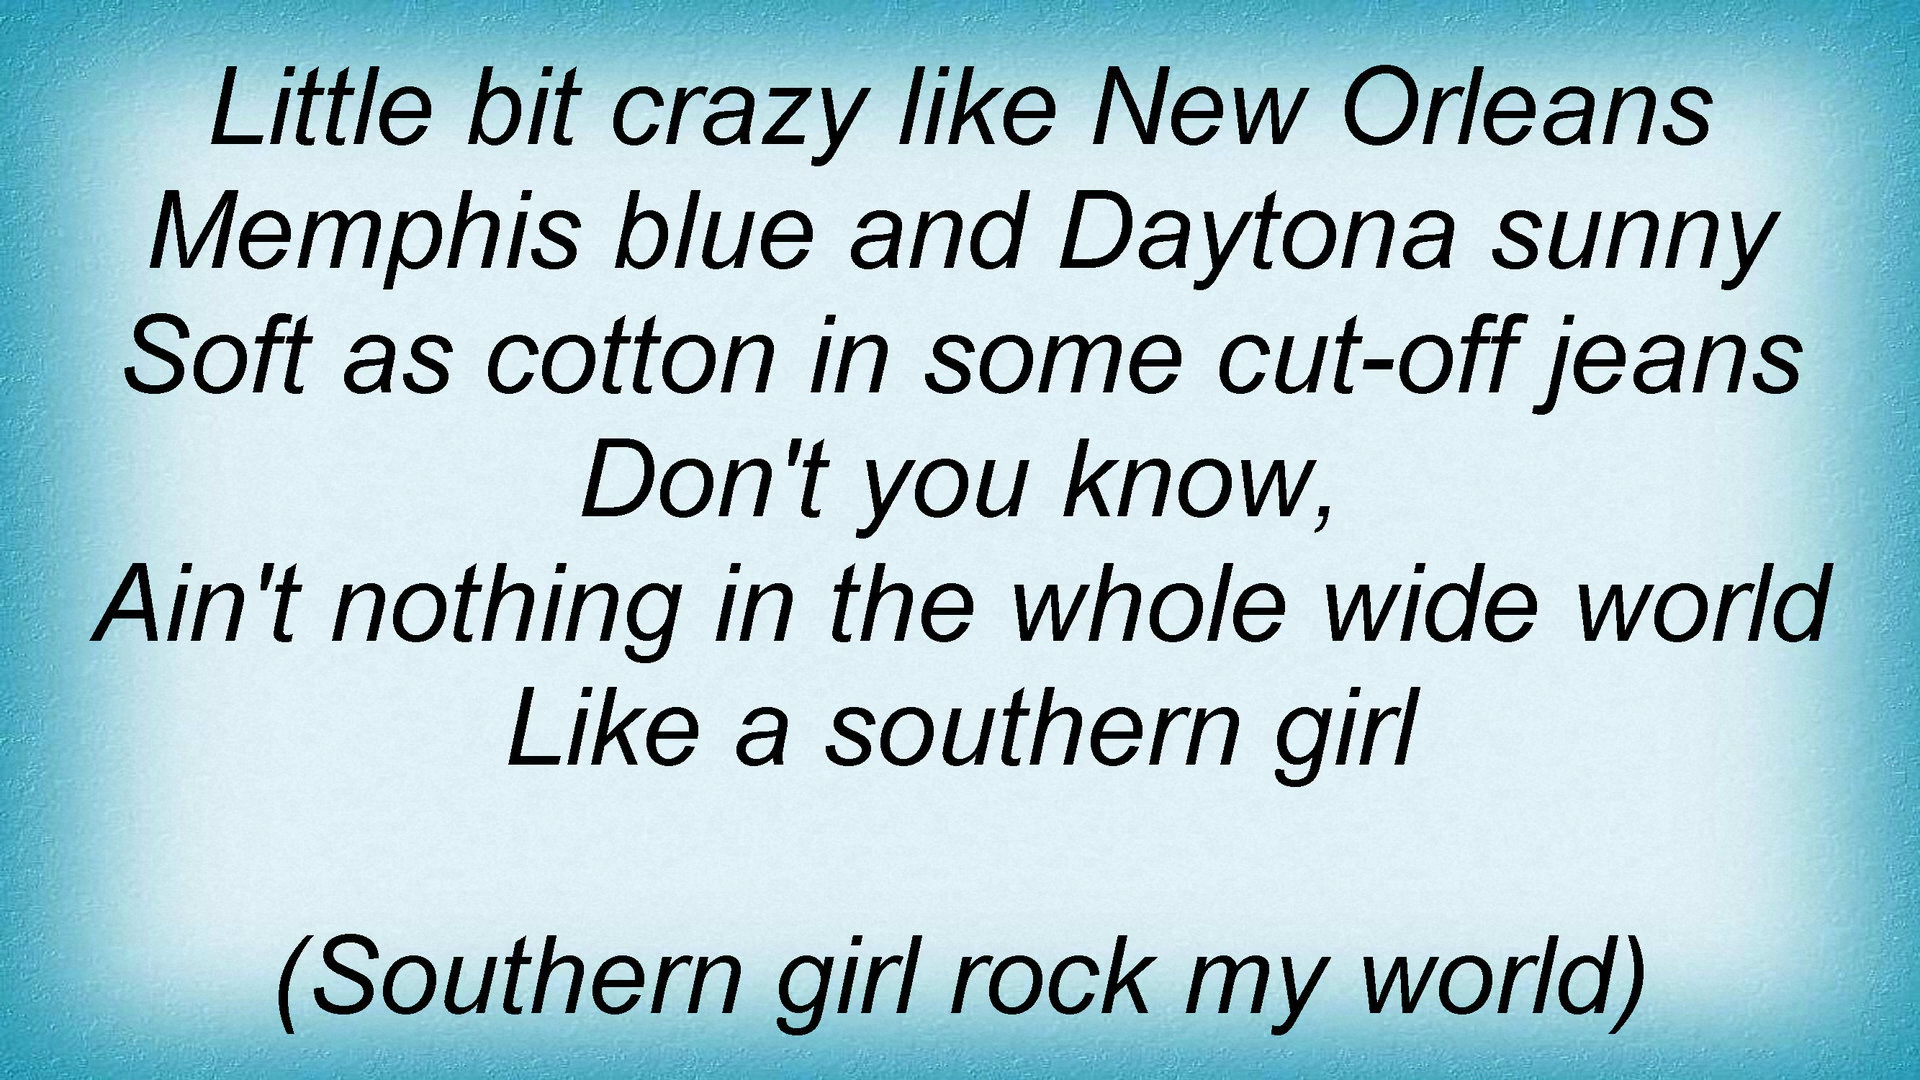 Little bit crazy like New Orleans
Memphis blue and Daytona sunny
Soft as cotton in some cut-off jeans
Don't you know,
Ain't nothing in the whole wide world
Like a southern girl
(Southern girl rock my world)